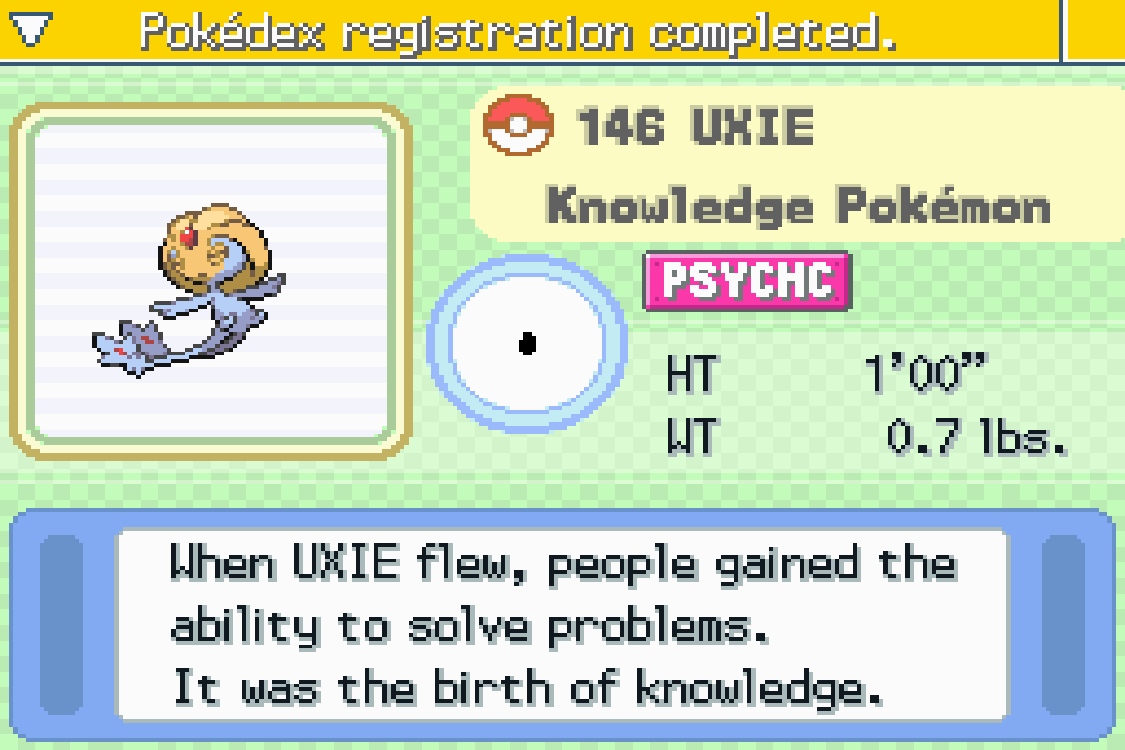 Pokédex registration completed.
146 UXIE
Knowledge Pokémon
PSYCHC
HT 1'00"
WT 0.7 lbs.
When UXIE flew, people gained the
ability to solve problems.
It was the birth of knowledge.